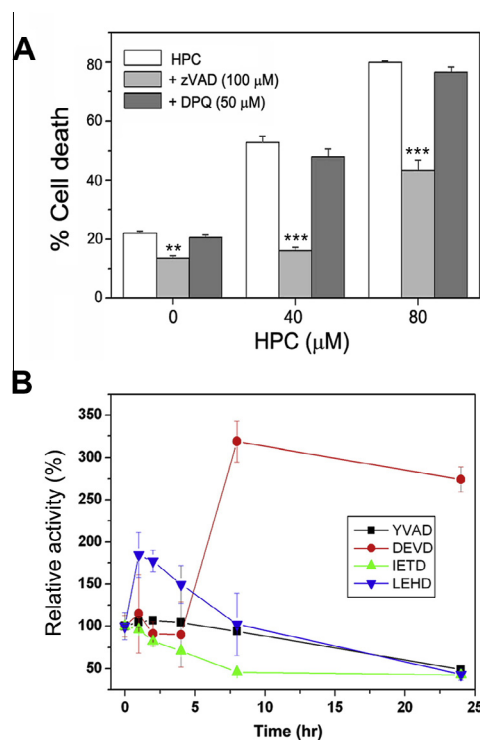 A
HPC
+ zVAD (100 μM)
+ DPQ (50 μM)
% Cell death
80
60
40
20
0
**
***
***
0 40 80
HPC (μM)
B
Relative activity (%)
350
300
250
200
150
100
50
YVAD
DEVD
IETD
LEHD
0 5 10 15 20 25
Time (hr)